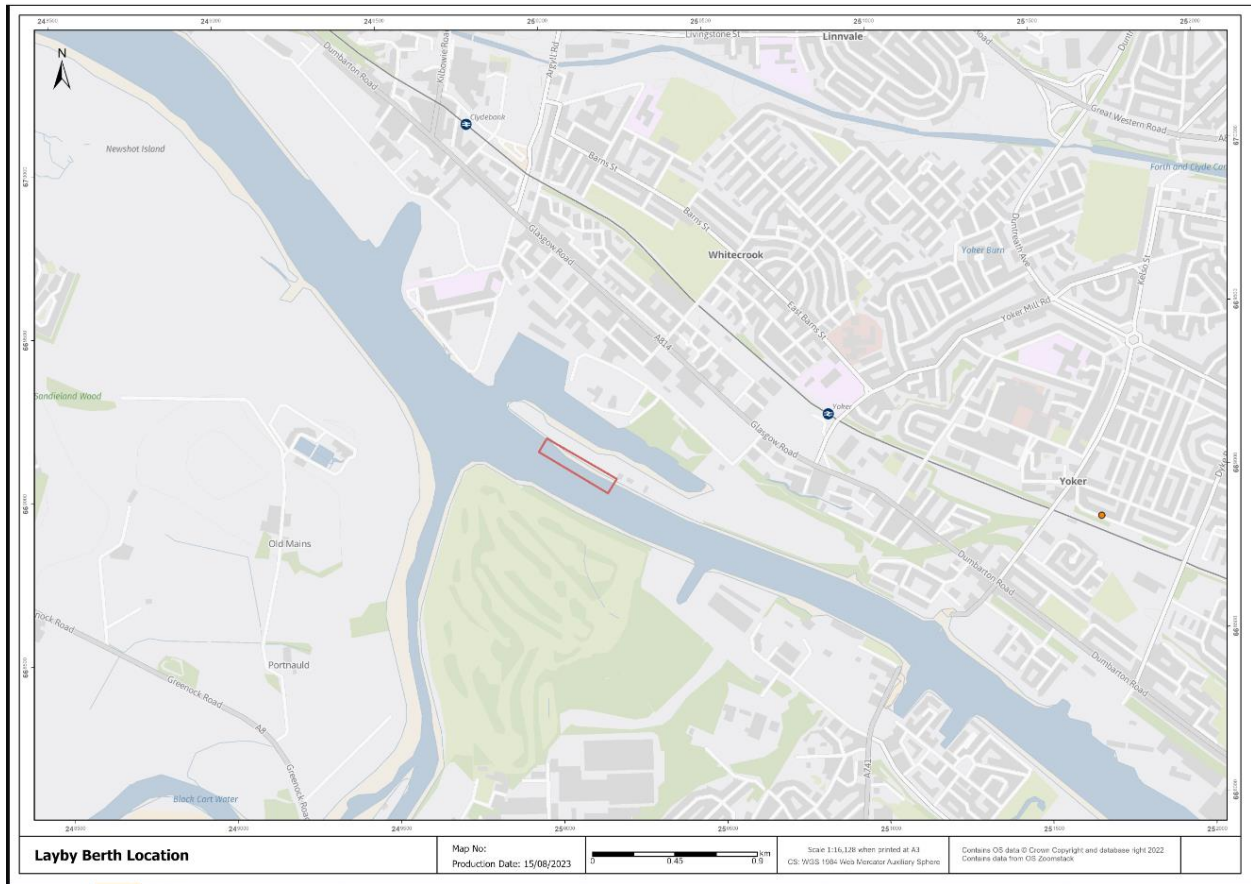 Livingstone St
Linnvale
N
Dumbarton Road
Kilbowie Road
Argyll Rd
Great Western Road
Clydebank
Newshot Island
Barns St
Forth and Clyde Can
Barns St
Duntreath Ave
Glasgow Road
Whitecrook
Yoker Burn
Kelso St
East Barns St
Yoker Mill Rd
A814
Sandieland Wood
Yoker
Glasgow Road
Yoker
Old Mains
Dumbarton Road
Portnauld
Greenock Road
Dumbarton Road
A8
A741
Greenock Road
Black Cart Water
Layby Berth Location
Map No:
Production Date: 15/08/2023
0 0.45 0.9 km
Scale 1:16,128 when printed at A3
CS: WGS 1984 Web Mercator Auxiliary Sphere
Contains OS data © Crown Copyright and database right 2022
Contains data from OS Zoomstack